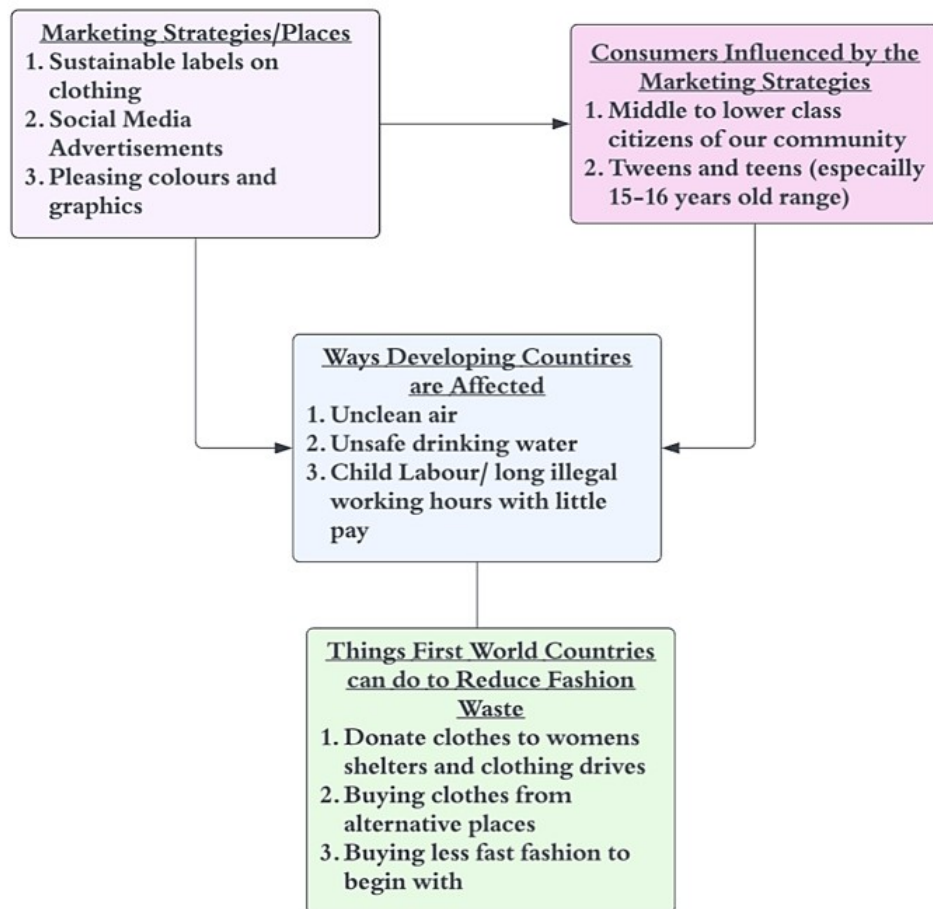 Marketing Strategies/Places
1. Sustainable labels on
clothing
2. Social Media
Advertisements
3. Pleasing colours and
graphics
Consumers Influenced by the
Marketing Strategies
1. Middle to lower class
citizens of our community
2. Tweens and teens (especailly
15-16 years old range)
Ways Developing Countires
are Affected
1. Unclean air
2. Unsafe drinking water
3. Child Labour/ long illegal
working hours with little
pay
Things First World Countries
can do to Reduce Fashion
Waste
1. Donate clothes to womens
shelters and clothing drives
2. Buying clothes from
alternative places
3. Buying less fast fashion to
begin with